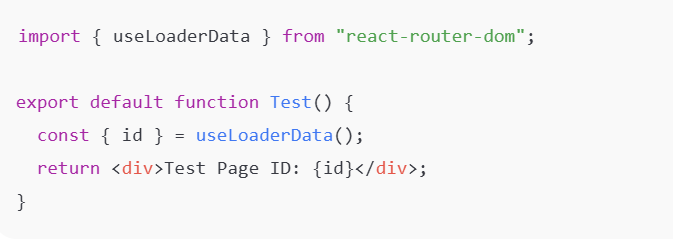 import { useLoaderData } from "react-router-dom";
export default function Test() {
const { id } = useLoaderData();
return <div>Test Page ID: {id}</div>;
}